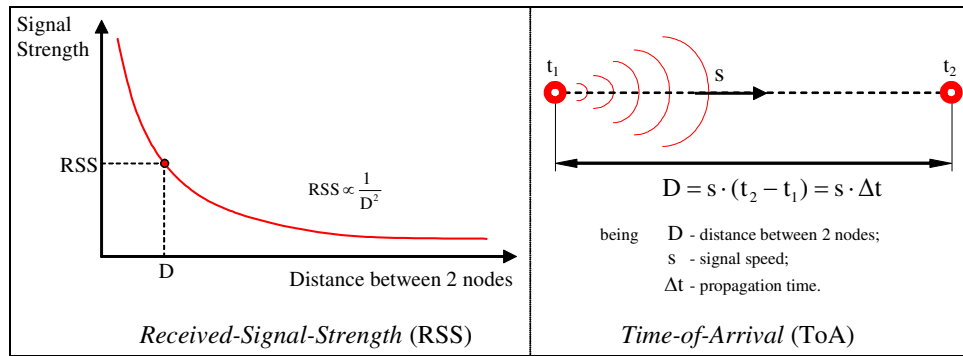 Signal
Strength
RSS
RSS ∝ 1/D²
D
Distance between 2 nodes
Received-Signal-Strength (RSS)
t₁
s
t₂
D = s · (t₂ − t₁) = s · Δt
being D - distance between 2 nodes;
s - signal speed;
Δt - propagation time.
Time-of-Arrival (ToA)